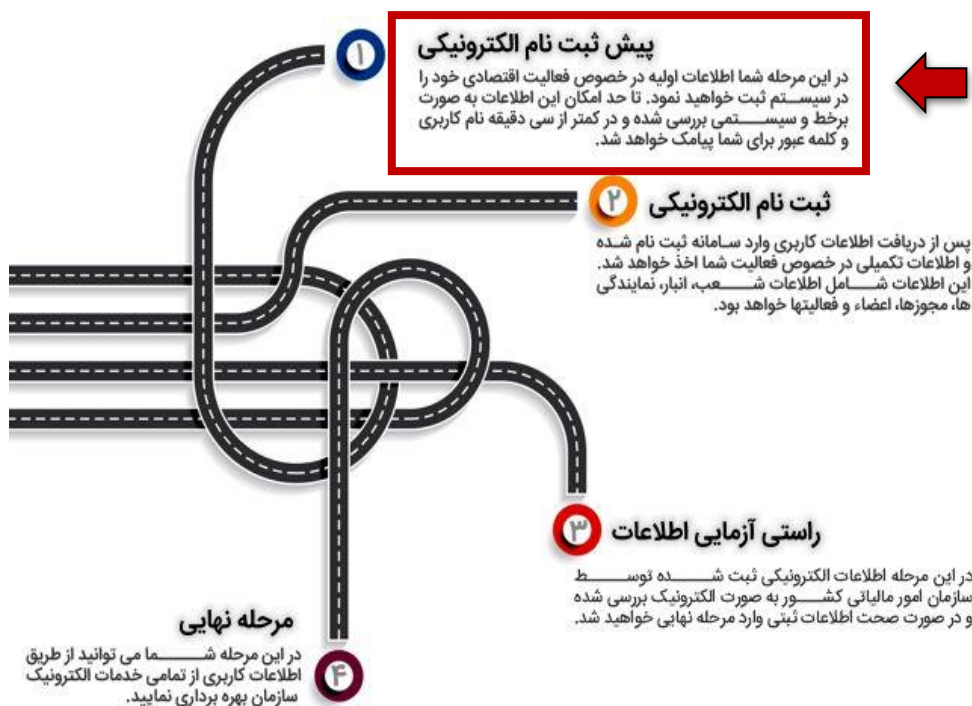 ۱
پیش ثبت نام الکترونیکی
در این مرحله شما اطلاعات اولیه در خصوص فعالیت اقتصادی خود را
در سیستم ثبت خواهید نمود. تا حد امکان این اطلاعات به صورت
برخط و سیستمی بررسی شده و در کمتر از سی دقیقه نام کاربری
و کلمه عبور برای شما پیامک خواهد شد.
۲
ثبت نام الکترونیکی
پس از دریافت اطلاعات کاربری وارد سامانه ثبت نام شده
و اطلاعات تکمیلی در خصوص فعالیت شما اخذ خواهد شد.
این اطلاعات شامل اطلاعات شعب، انبار، نمایندگی
ها، مجوزها، اعضاء و فعالیتها خواهد بود.
۳
راستی آزمایی اطلاعات
در این مرحله اطلاعات الکترونیکی ثبت شده توسط
سازمان امور مالیاتی کشور به صورت الکترونیک بررسی شده
و در صورت صحت اطلاعات ثبتی وارد مرحله نهایی خواهید شد.
۴
مرحله نهایی
در این مرحله شما می توانید از طریق
اطلاعات کاربری از تمامی خدمات الکترونیک
سازمان بهره برداری نمایید.